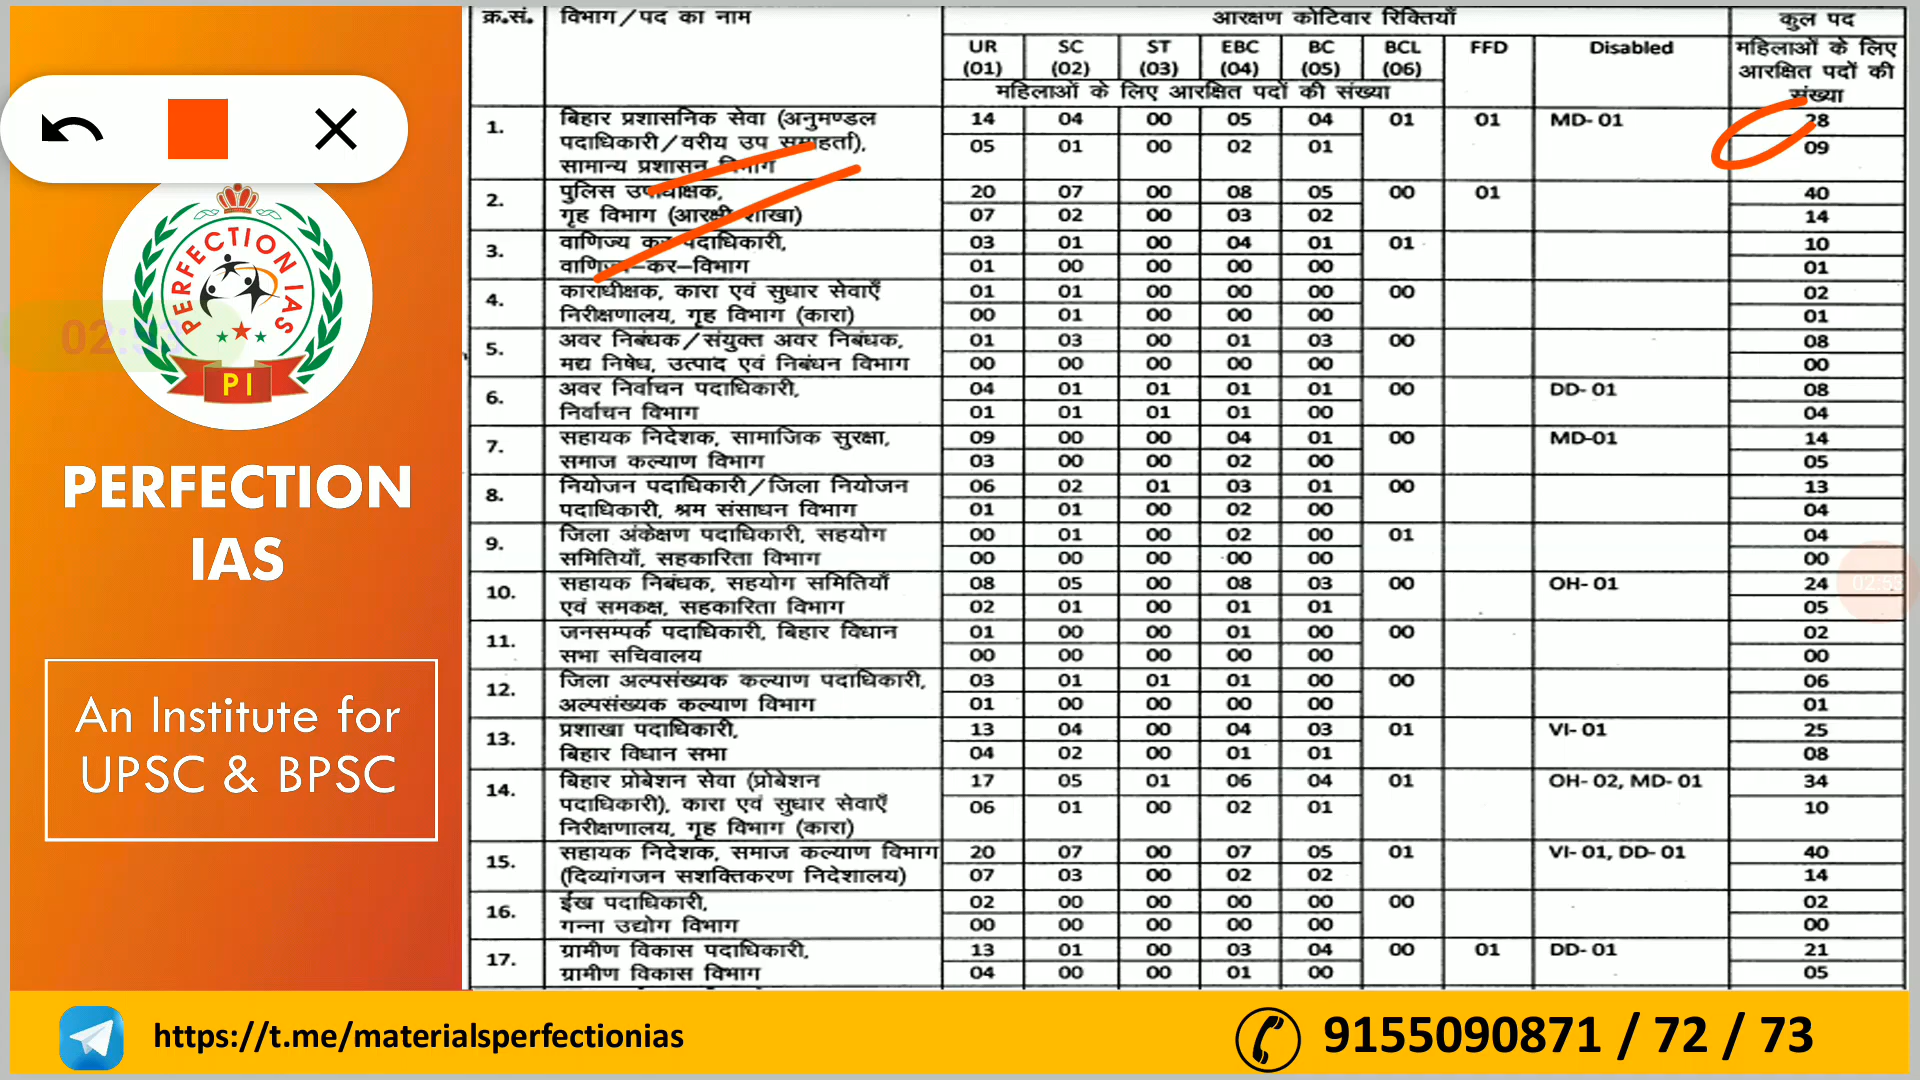 PERFECTION IAS
PI
PERFECTION
IAS
An Institute for
UPSC & BPSC
क्र.सं. विभाग/पद का नाम आरक्षण कोटिवार रिक्तियाँ कुल पद
UR (01) SC (02) ST (03) EBC (04) BC (05) BCL (06) FFD Disabled महिलाओं के लिए आरक्षित पदों की संख्या
महिलाओं के लिए आरक्षित पदों की संख्या
1. बिहार प्रशासनिक सेवा (अनुमण्डल 14 04 00 05 04 01 01 MD- 01 28
पदाधिकारी/वरीय उप समाहर्ता), 05 01 00 02 01 09
सामान्य प्रशासन विभाग
2. पुलिस उपाधीक्षक, 20 07 00 08 05 00 01 40
गृह विभाग (आरक्षी शाखा) 07 02 00 03 02 14
3. वाणिज्य कर पदाधिकारी, 03 01 00 04 01 01 10
वाणिज्य-कर-विभाग 01 00 00 00 00 01
4. काराधीक्षक, कारा एवं सुधार सेवाएँ 01 01 00 00 00 00 02
निरीक्षणालय, गृह विभाग (कारा) 00 01 00 00 00 01
5. अवर निबंधक/संयुक्त अवर निबंधक, 01 03 00 01 03 00 08
मद्य निषेध, उत्पाद एवं निबंधन विभाग 00 00 00 00 00 00
6. अवर निर्वाचन पदाधिकारी, 04 01 01 01 01 00 DD- 01 08
निर्वाचन विभाग 01 01 01 01 00 04
7. सहायक निदेशक, सामाजिक सुरक्षा, 09 00 00 04 01 00 MD-01 14
समाज कल्याण विभाग 03 00 00 02 00 05
8. नियोजन पदाधिकारी/जिला नियोजन 06 02 01 03 01 00 13
पदाधिकारी, श्रम संसाधन विभाग 01 01 00 02 00 04
9. जिला अंकेक्षण पदाधिकारी, सहयोग 00 01 00 02 00 01 04
समितियाँ, सहकारिता विभाग 00 00 00 00 00 00
10. सहायक निबंधक, सहयोग समितियाँ 08 05 00 08 03 00 OH- 01 24
एवं समकक्ष, सहकारिता विभाग 02 01 00 01 01 05
11. जनसम्पर्क पदाधिकारी, बिहार विधान 01 00 00 01 00 00 02
सभा सचिवालय 00 00 00 00 00 00
12. जिला अल्पसंख्यक कल्याण पदाधिकारी, 03 01 01 01 00 00 06
अल्पसंख्यक कल्याण विभाग 01 00 00 00 00 01
13. प्रशाखा पदाधिकारी, 13 04 00 04 03 01 VI- 01 25
बिहार विधान सभा 04 02 00 01 01 08
14. बिहार प्रोबेशन सेवा (प्रोबेशन 17 05 01 06 04 01 OH- 02, MD- 01 34
पदाधिकारी), कारा एवं सुधार सेवाएँ 06 01 00 02 01 10
निरीक्षणालय, गृह विभाग (कारा)
15. सहायक निदेशक, समाज कल्याण विभाग 20 07 00 07 05 01 VI- 01, DD- 01 40
(दिव्यांगजन सशक्तिकरण निदेशालय) 07 03 00 02 02 14
16. ईख पदाधिकारी, 02 00 00 00 00 00 02
गन्ना उद्योग विभाग 00 00 00 00 00 00
17. ग्रामीण विकास पदाधिकारी, 13 01 00 03 04 00 01 DD- 01 21
ग्रामीण विकास विभाग 04 00 00 01 00 05
https://t.me/materialsperfectionias 9155090871 / 72 / 73